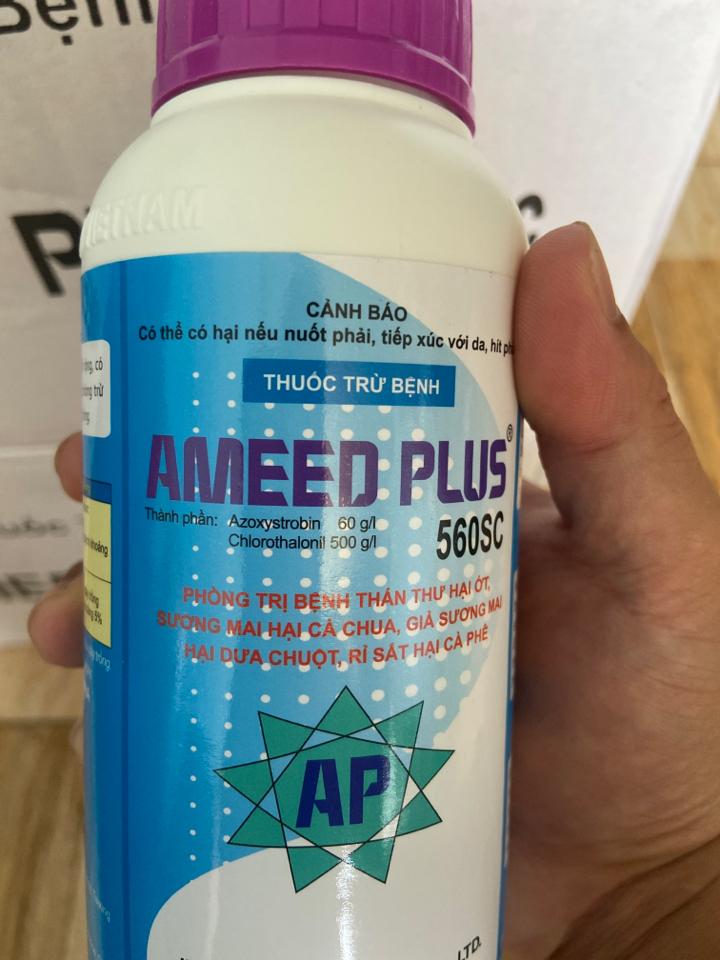 VIETNAM
CẢNH BÁO
Có thể có hại nếu nuốt phải, tiếp xúc với da, hít
THUỐC TRỪ BỆNH
AMEED PLUS®
560SC
Thành phần: Azoxystrobin 60 g/l
Chlorothalonil 500 g/l
PHÒNG TRỊ BỆNH THÁN THƯ HẠI ỚT,
SƯƠNG MAI HẠI CÀ CHUA, GIẢ SƯƠNG MAI
HẠI DƯA CHUỘT, RỈ SẮT HẠI CÀ PHÊ
AP
LTD.